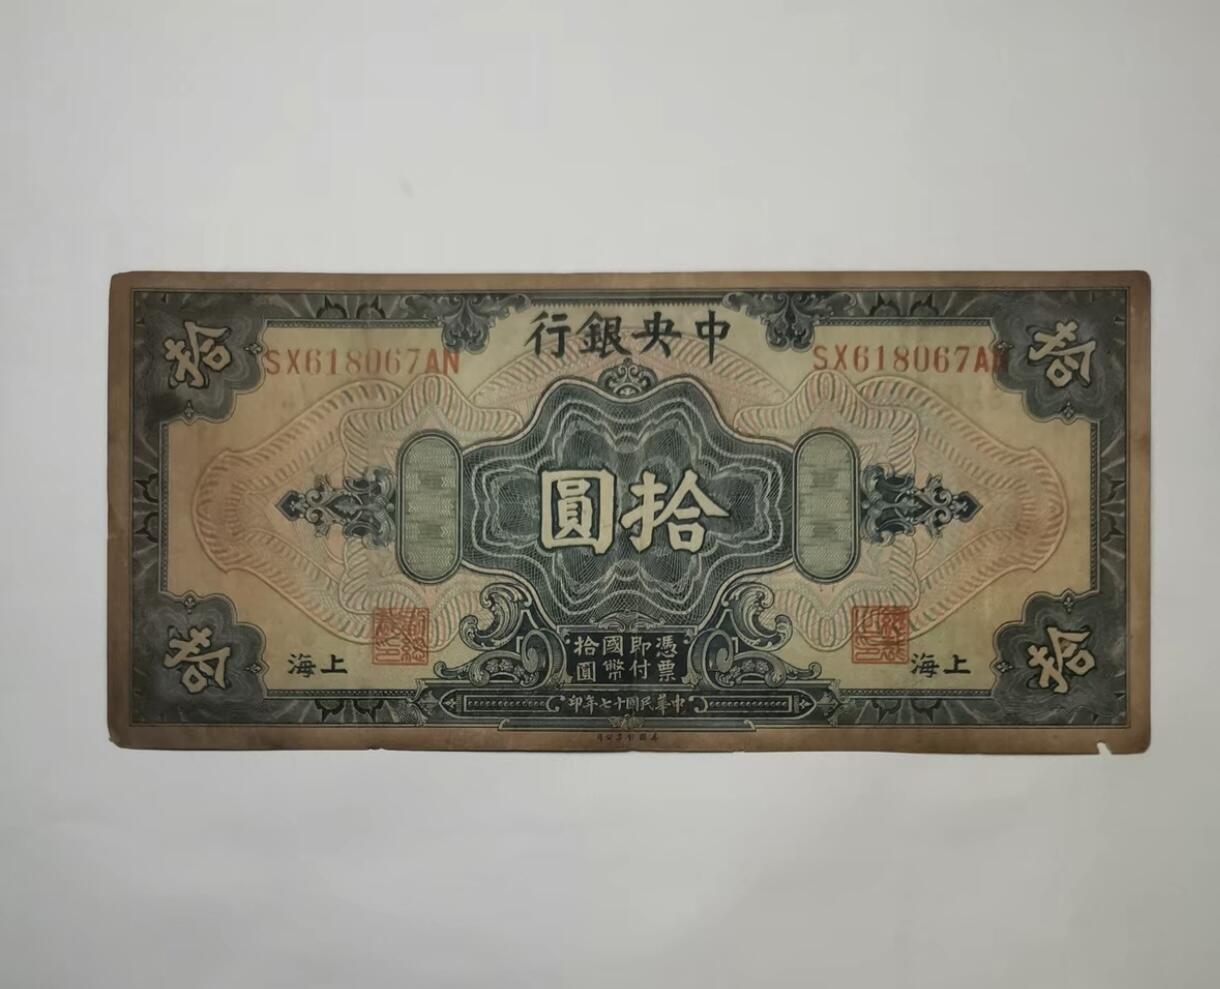 中央銀行
拾
SX618067AN
SX618067AN
拾
拾圓
憑票
即付
國幣
拾圓
上海
上海
拾
拾
中華民國十七年印